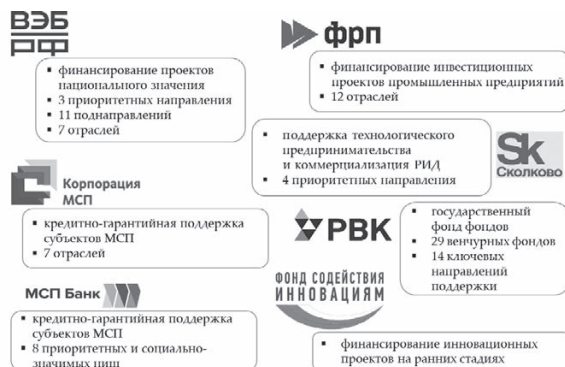 ВЭБ
РФ
▪ финансирование проектов
национального значения
▪ 3 приоритетных направления
▪ 11 поднаправлений
▪ 7 отраслей
фрп
▪ финансирование инвестиционных
проектов промышленных предприятий
▪ 12 отраслей
▪ поддержка технологического
предпринимательства
и коммерциализация РИД
▪ 4 приоритетных направления
Sk
Сколково
Корпорация
МСП
▪ кредитно-гарантийная поддержка
субъектов МСП
▪ 7 отраслей
РВК
▪ государственный
фонд фондов
▪ 29 венчурных фондов
▪ 14 ключевых
направлений
поддержки
МСП Банк
▪ кредитно-гарантийная поддержка
субъектов МСП
▪ 8 приоритетных и социально-
значимых ниш
ФОНД СОДЕЙСТВИЯ
ИННОВАЦИЯМ
▪ финансирование инновационных
проектов на ранних стадиях